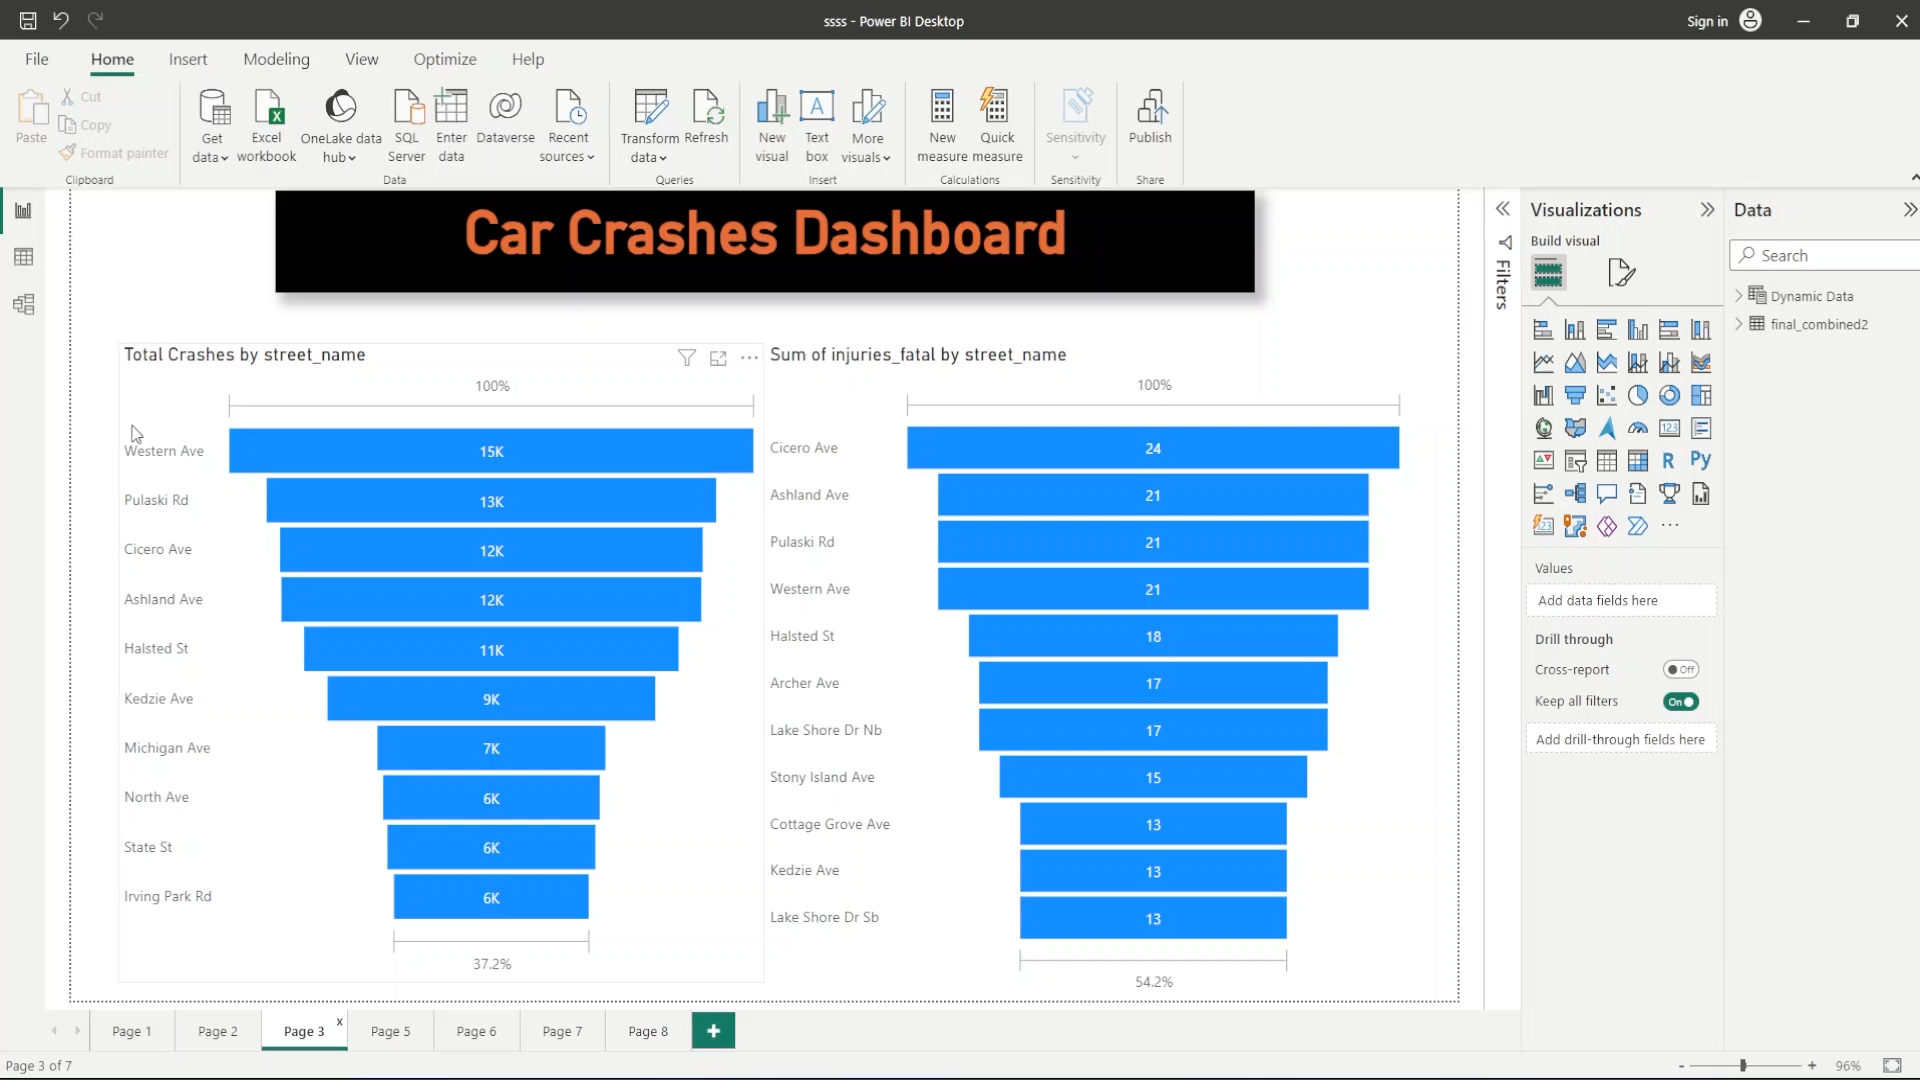 ssss - Power BI Desktop
Sign in
File
Home
Insert
Modeling
View
Optimize
Help
Paste
Cut
Copy
Format painter
Clipboard
Get
data
Excel
workbook
OneLake data
hub
SQL
Server
Enter
data
Dataverse
Recent
sources
Data
Transform
data
Refresh
Queries
New
visual
A
Text
box
More
visuals
Insert
New
measure
Quick
measure
Calculations
Sensitivity
Sensitivity
Publish
Share
Car Crashes Dashboard
Total Crashes by street_name
100%
Western Ave 15K
Pulaski Rd 13K
Cicero Ave 12K
Ashland Ave 12K
Halsted St 11K
Kedzie Ave 9K
Michigan Ave 7K
North Ave 6K
State St 6K
Irving Park Rd 6K
37.2%
Sum of injuries_fatal by street_name
100%
Cicero Ave 24
Ashland Ave 21
Pulaski Rd 21
Western Ave 21
Halsted St 18
Archer Ave 17
Lake Shore Dr Nb 17
Stony Island Ave 15
Cottage Grove Ave 13
Kedzie Ave 13
Lake Shore Dr Sb 13
54.2%
Filters
Visualizations
Build visual
123
R
Py
123
Values
Add data fields here
Drill through
Cross-report
Off
Keep all filters
On
Add drill-through fields here
Data
Search
Dynamic Data
final_combined2
Page 1
Page 2
Page 3
x
Page 5
Page 6
Page 7
Page 8
+
Page 3 of 7
- + 96%